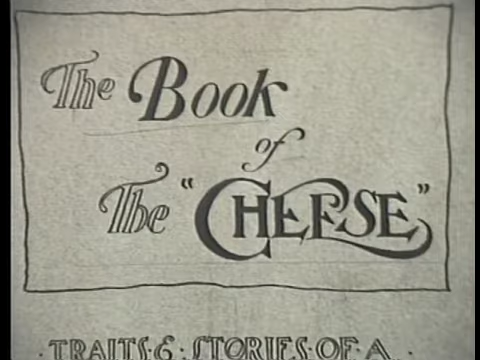 The Book
of
The "CHEESE"
TRAITS & STORIES OF A